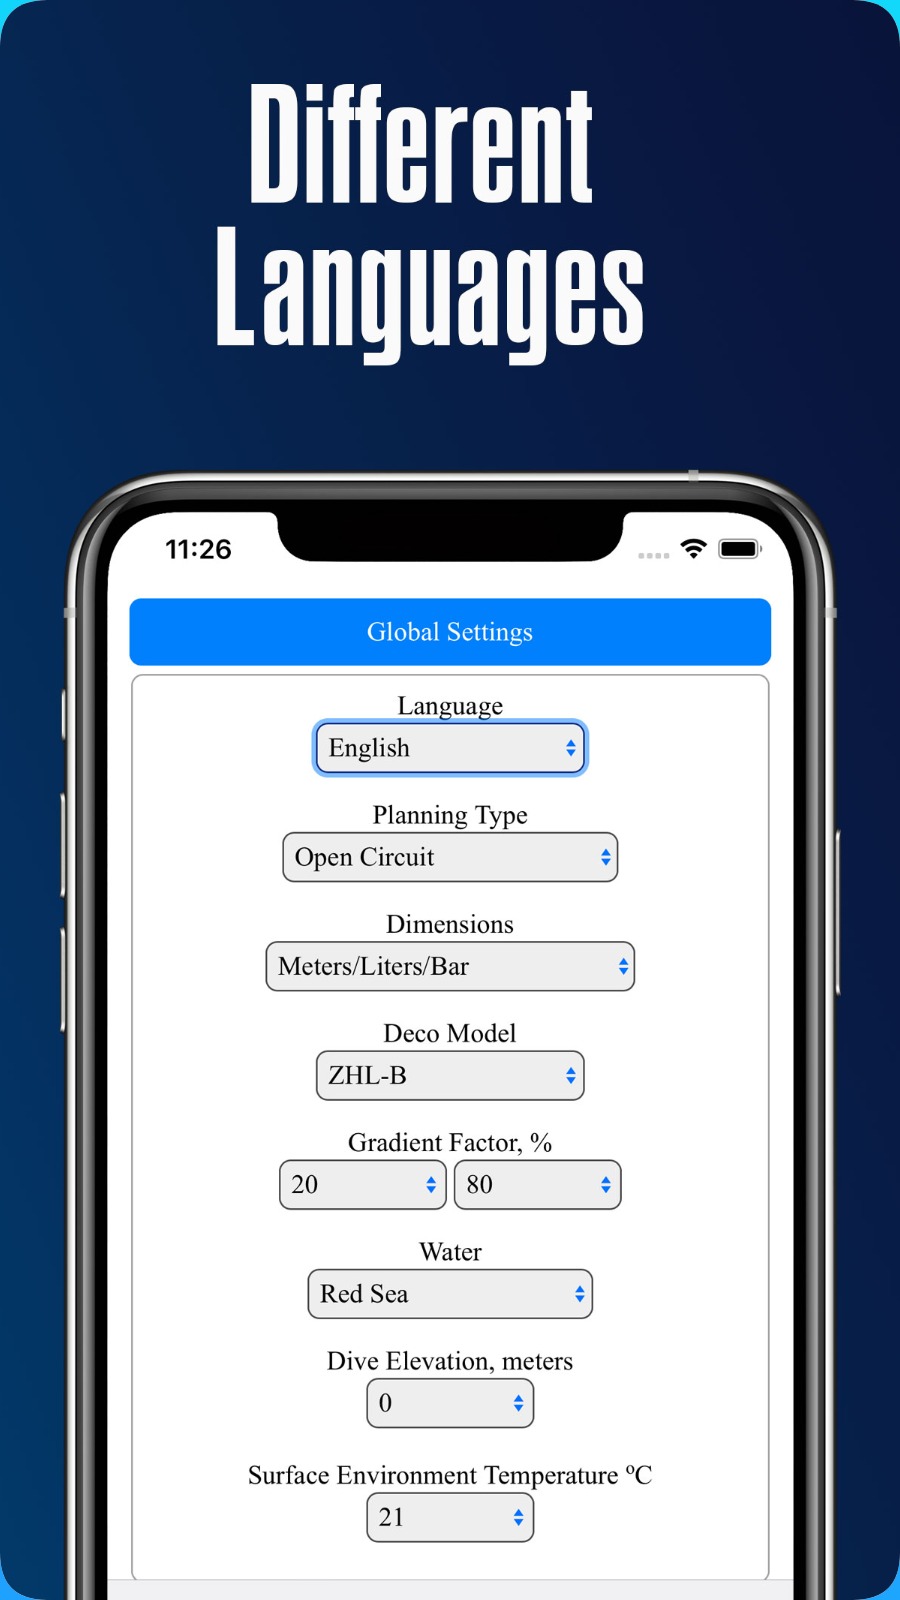 Different
Languages
11:26
Global Settings
Language
English
Planning Type
Open Circuit
Dimensions
Meters/Liters/Bar
Deco Model
ZHL-B
Gradient Factor, %
20 80
Water
Red Sea
Dive Elevation, meters
0
Surface Environment Temperature ºC
21